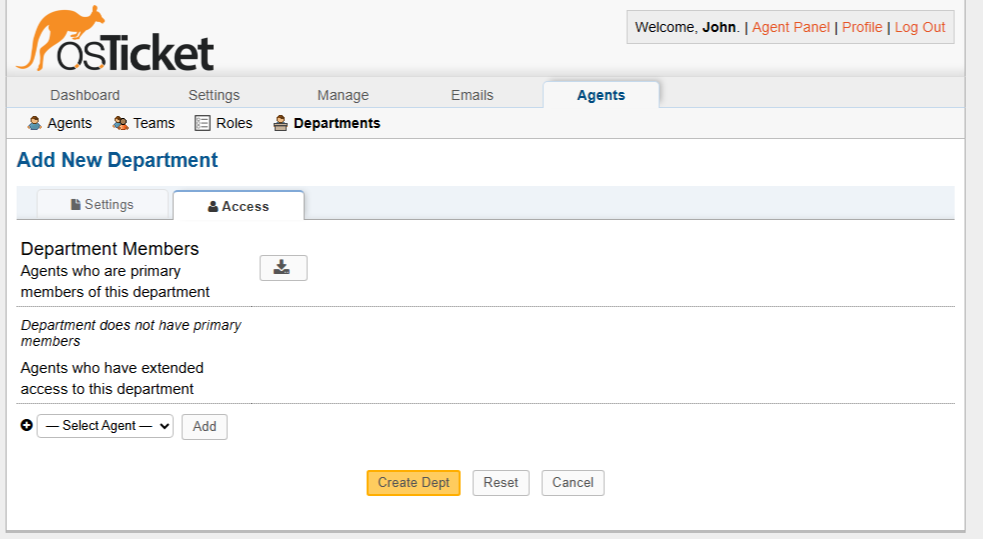 osTicket
Welcome, John. | Agent Panel | Profile | Log Out
Dashboard Settings Manage Emails Agents
Agents Teams Roles Departments
Add New Department
Settings Access
Department Members
Agents who are primary
members of this department
Department does not have primary
members
Agents who have extended
access to this department
— Select Agent — Add
Create Dept Reset Cancel